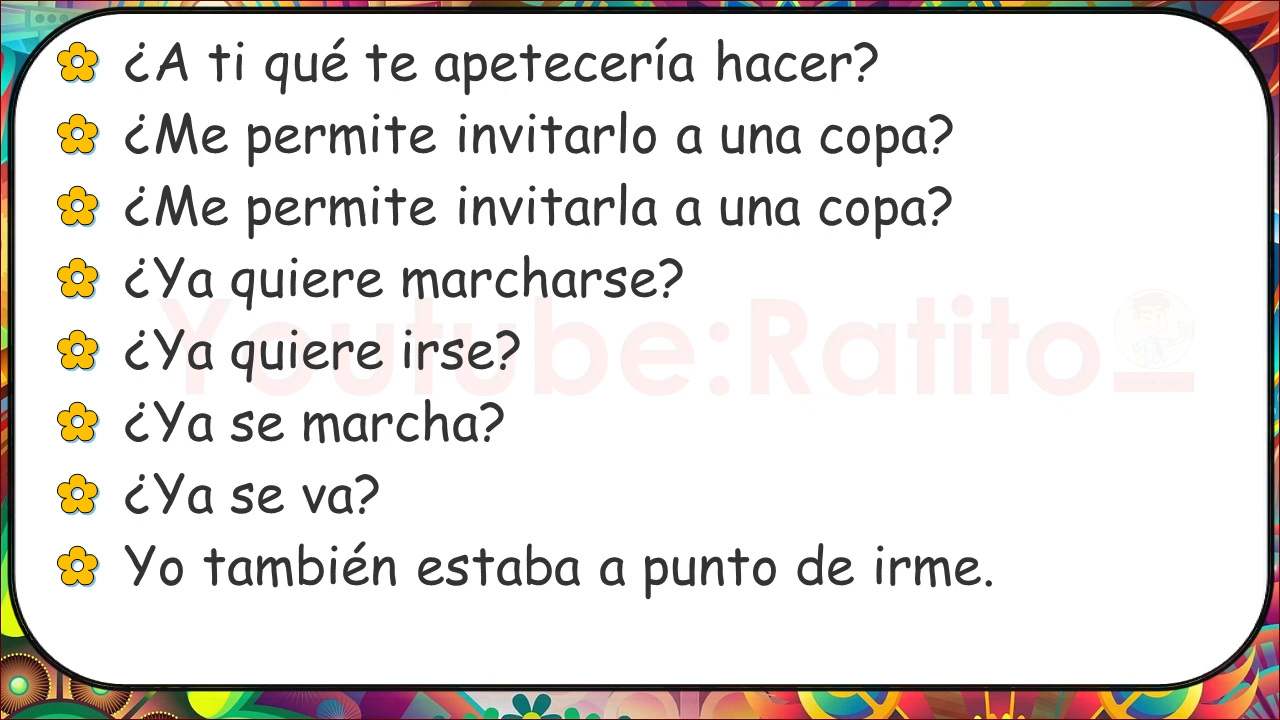 ¿A ti qué te apetecería hacer?
¿Me permite invitarlo a una copa?
¿Me permite invitarla a una copa?
¿Ya quiere marcharse?
Youtube:Ratito
¿Ya quiere irse?
¿Ya se marcha?
¿Ya se va?
Yo también estaba a punto de irme.